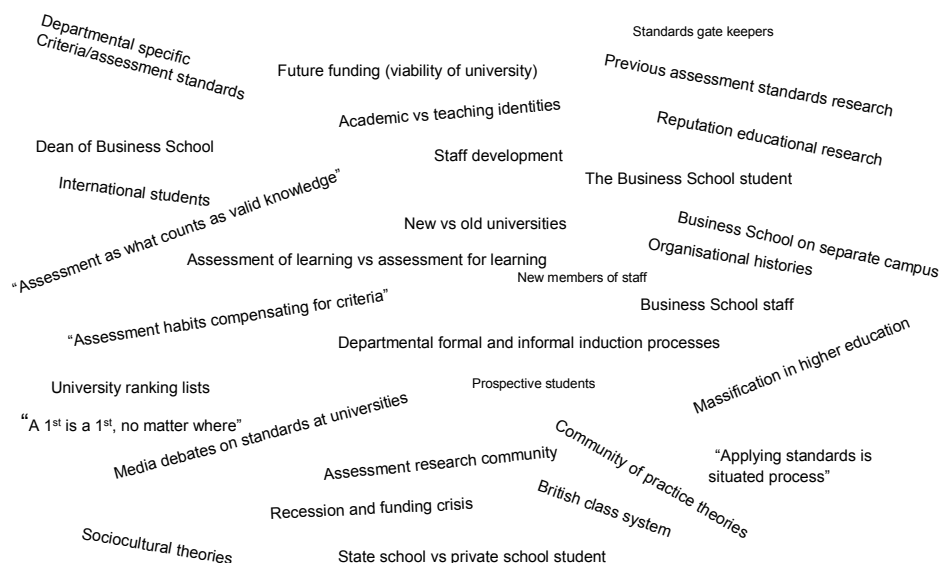 Departmental specific
Criteria/assessment standards
Standards gate keepers
Future funding (viability of university)
Previous assessment standards research
Academic vs teaching identities
Reputation educational research
Dean of Business School
Staff development
International students
The Business School student
“Assessment as what counts as valid knowledge”
New vs old universities
Business School on separate campus
Organisational histories
Assessment of learning vs assessment for learning
New members of staff
Business School staff
“Assessment habits compensating for criteria”
Departmental formal and informal induction processes
Massification in higher education
University ranking lists
Prospective students
“A 1st is a 1st, no matter where”
Media debates on standards at universities
Community of practice theories
“Applying standards is
situated process”
Assessment research community
British class system
Recession and funding crisis
Sociocultural theories
State school vs private school student